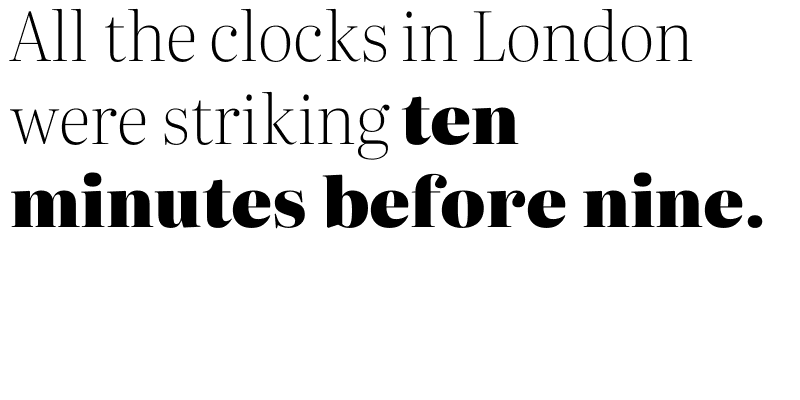 All the clocks in London
were striking ten
minutes before nine.